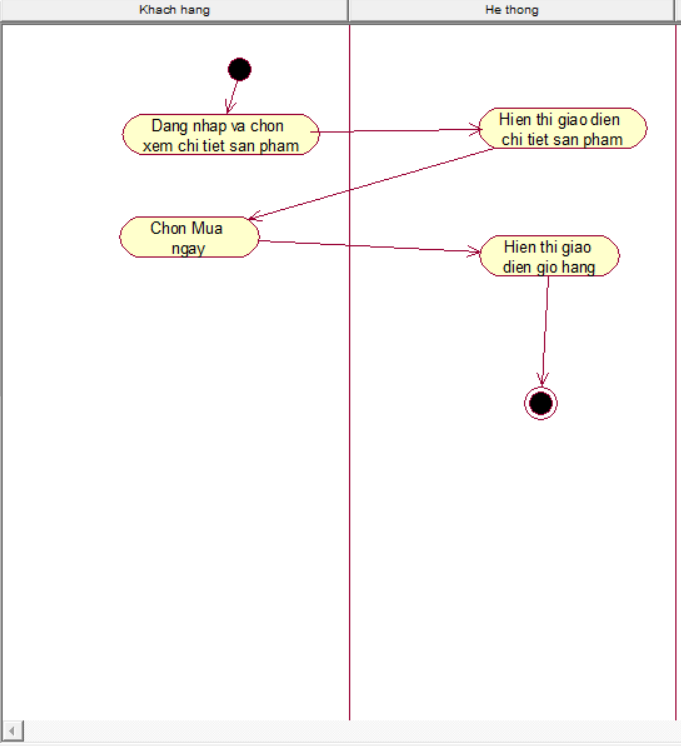 Khach hang
He thong
Dang nhap va chon
xem chi tiet san pham
Hien thi giao dien
chi tiet san pham
Chon Mua
ngay
Hien thi giao
dien gio hang